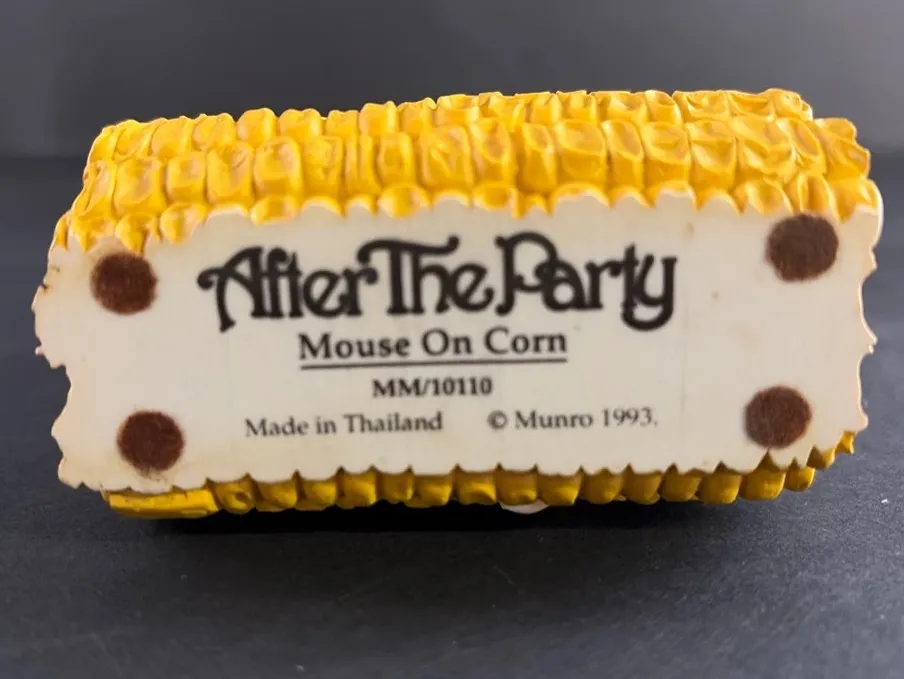 After The Party
Mouse On Corn
MM/10110
Made in Thailand © Munro 1993.